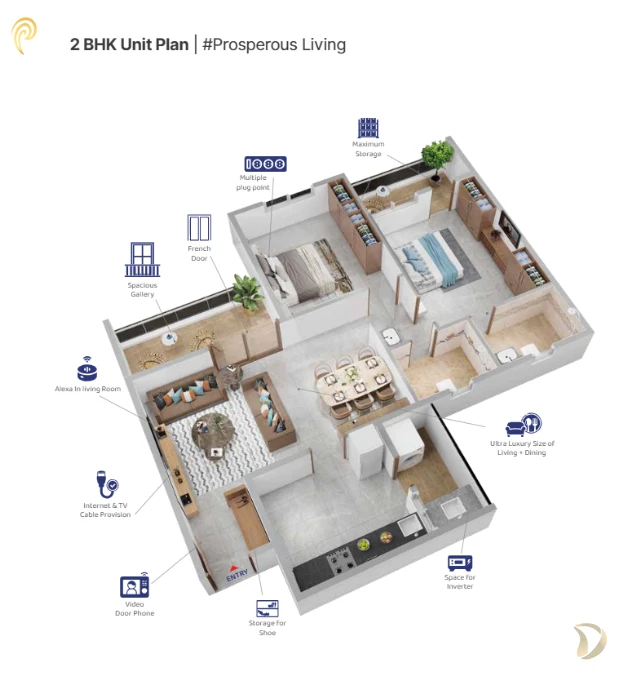 2 BHK Unit Plan | #Prosperous Living
Maximum
Storage
Multiple
plug point
French
Door
Spacious
Gallery
Alexa In living Room
Ultra Luxury Size of
Living + Dining
Internet & TV
Cable Provision
ENTRY
Space for
Inverter
Video
Door Phone
Storage For
Shoe